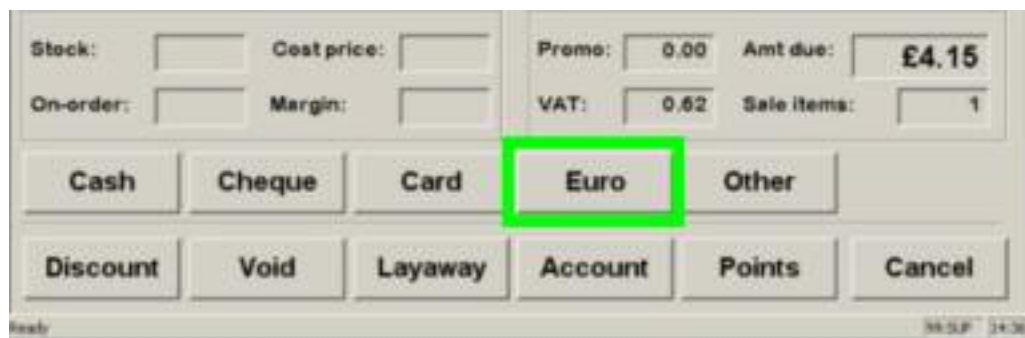 Stock: Cost price: Promo: 0.00 Amt due: £4.15
On-order: Margin: VAT: 0.62 Sale items: 1
Cash Cheque Card Euro Other
Discount Void Layaway Account Points Cancel
Ready